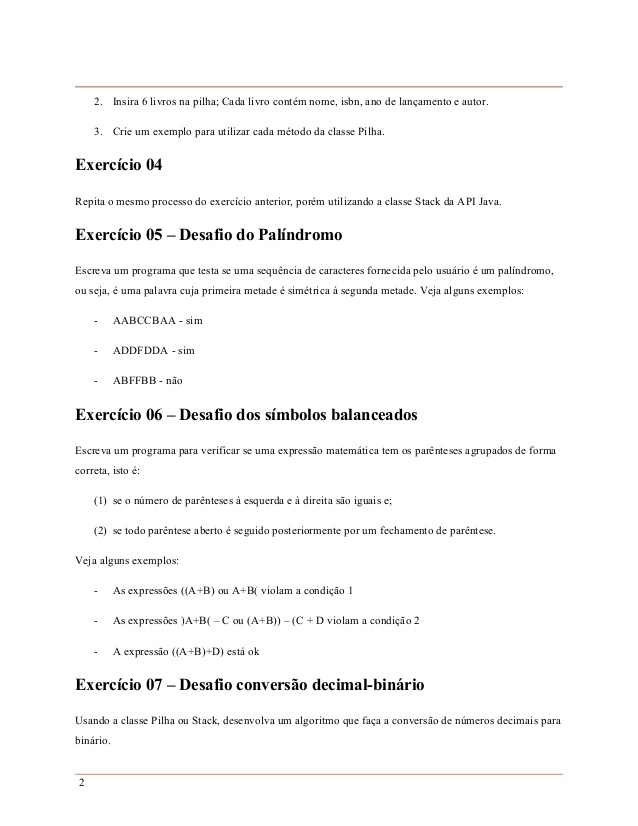 2. Insira 6 livros na pilha; Cada livro contém nome, isbn, ano de lançamento e autor.
3. Crie um exemplo para utilizar cada método da classe Pilha.
Exercício 04
Repita o mesmo processo do exercício anterior, porém utilizando a classe Stack da API Java.
Exercício 05 – Desafio do Palíndromo
Escreva um programa que testa se uma sequência de caracteres fornecida pelo usuário é um palíndromo,
ou seja, é uma palavra cuja primeira metade é simétrica à segunda metade. Veja alguns exemplos:
- AABCCBAA - sim
- ADDFDDA - sim
- ABFFBB - não
Exercício 06 – Desafio dos símbolos balanceados
Escreva um programa para verificar se uma expressão matemática tem os parênteses agrupados de forma
correta, isto é:
(1) se o número de parênteses à esquerda e à direita são iguais e;
(2) se todo parêntese aberto é seguido posteriormente por um fechamento de parêntese.
Veja alguns exemplos:
- As expressões ((A+B) ou A+B( violam a condição 1
- As expressões )A+B( – C ou (A+B)) – (C + D violam a condição 2
- A expressão ((A+B)+D) está ok
Exercício 07 – Desafio conversão decimal-binário
Usando a classe Pilha ou Stack, desenvolva um algoritmo que faça a conversão de números decimais para
binário.
2